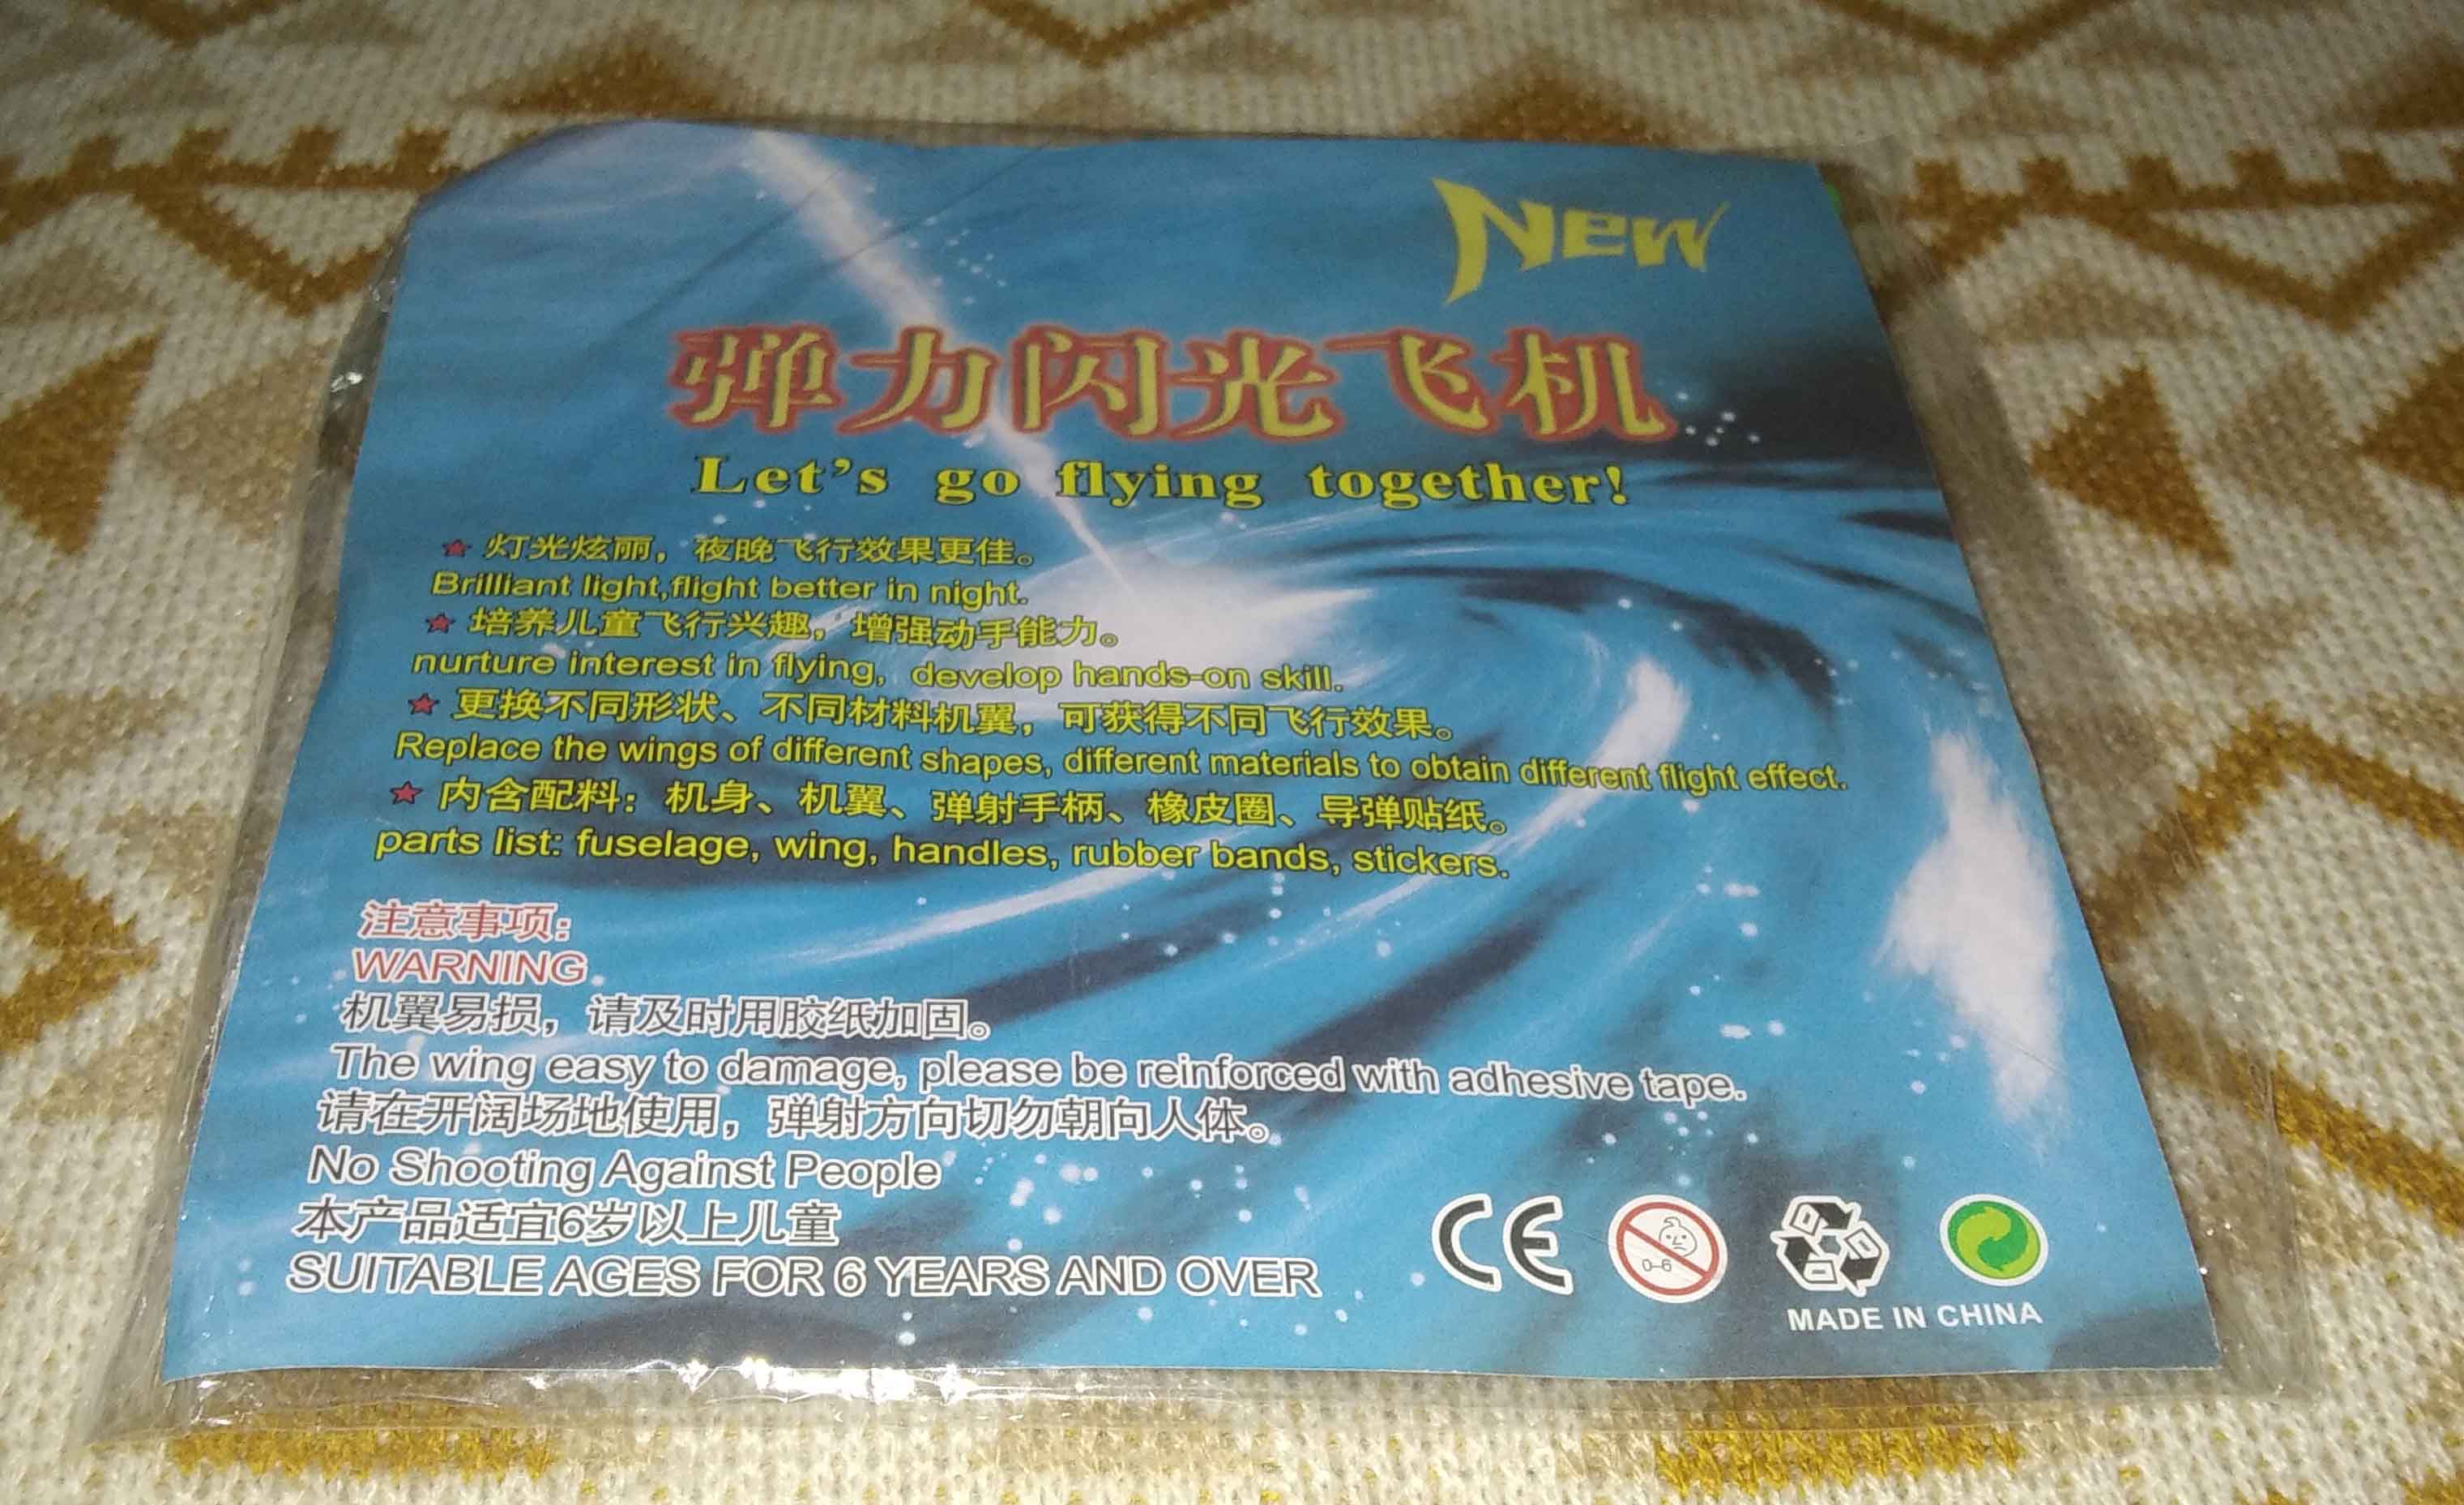 New
弹力闪光飞机
Let's go flying together!
★ 灯光炫丽，夜晚飞行效果更佳。
Brilliant light,flight better in night.
★ 培养儿童飞行兴趣，增强动手能力。
nurture interest in flying, develop hands-on skill.
★ 更换不同形状、不同材料机翼，可获得不同飞行效果。
Replace the wings of different shapes, different materials to obtain different flight effect.
★ 内含配料：机身、机翼、弹射手柄、橡皮圈、导弹贴纸。
parts list: fuselage, wing, handles, rubber bands, stickers.
注意事项:
WARNING
机翼易损，请及时用胶纸加固。
The wing easy to damage, please be reinforced with adhesive tape.
请在开阔场地使用，弹射方向切勿朝向人体。
No Shooting Against People
本产品适宜6岁以上儿童
SUITABLE AGES FOR 6 YEARS AND OVER
CE
0-6
MADE IN CHINA